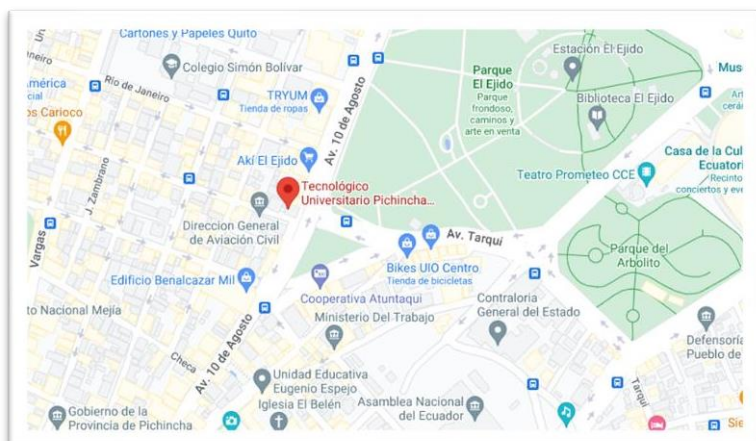 Cartones y Papeles Quito
Estación El Ejido
Colegio Simón Bolívar
Parque
El Ejido
Parque
frondoso,
caminos y
arte en venta
Río de Janeiro
TRYUM
Tienda de ropas
Biblioteca El Ejido
Av. 10 de Agosto
Casa de la Cul
Ecuatori
Recinto
conciertos y eve
Akí El Ejido
Teatro Prometeo CCE
J. Zambrano
Tecnológico
Universitario Pichincha...
Direccion General
de Aviación Civil
Av. Tarqui
Vargas
Parque del
Arbolito
Bikes UIO Centro
Tienda de bicicletas
Edificio Benalcazar Mil
Cooperativa Atuntaqui
Contraloria
General del Estado
to Nacional Mejía
Ministerio Del Trabajo
Defensoría
Pueblo de
Checa
Av. 10 de Agosto
Unidad Educativa
Eugenio Espejo
Tarqui
Iglesia El Belén
Asamblea Nacional
del Ecuador
Gobierno de la
Provincia de Pichincha